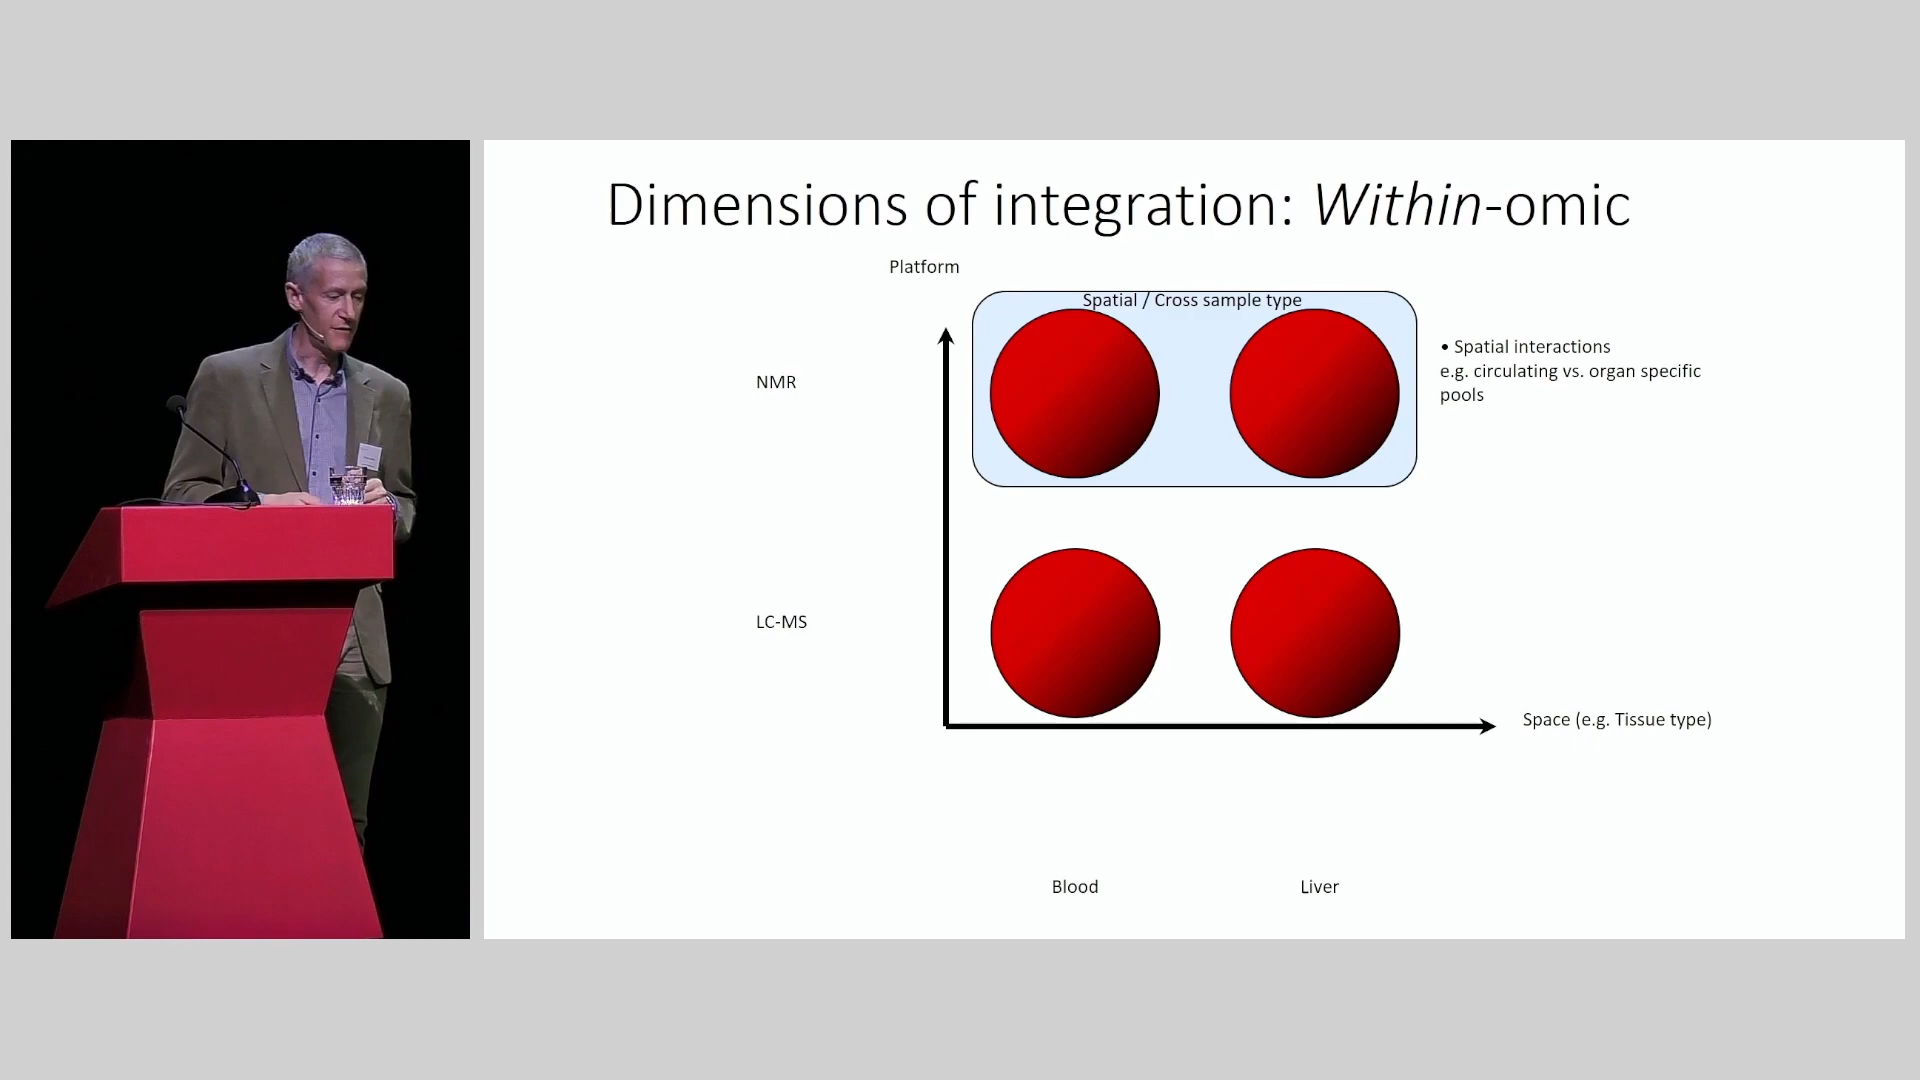 Dimensions of integration: Within-omic
Platform
Spatial / Cross sample type
• Spatial interactions
e.g. circulating vs. organ specific
pools
NMR
LC-MS
Space (e.g. Tissue type)
Blood
Liver